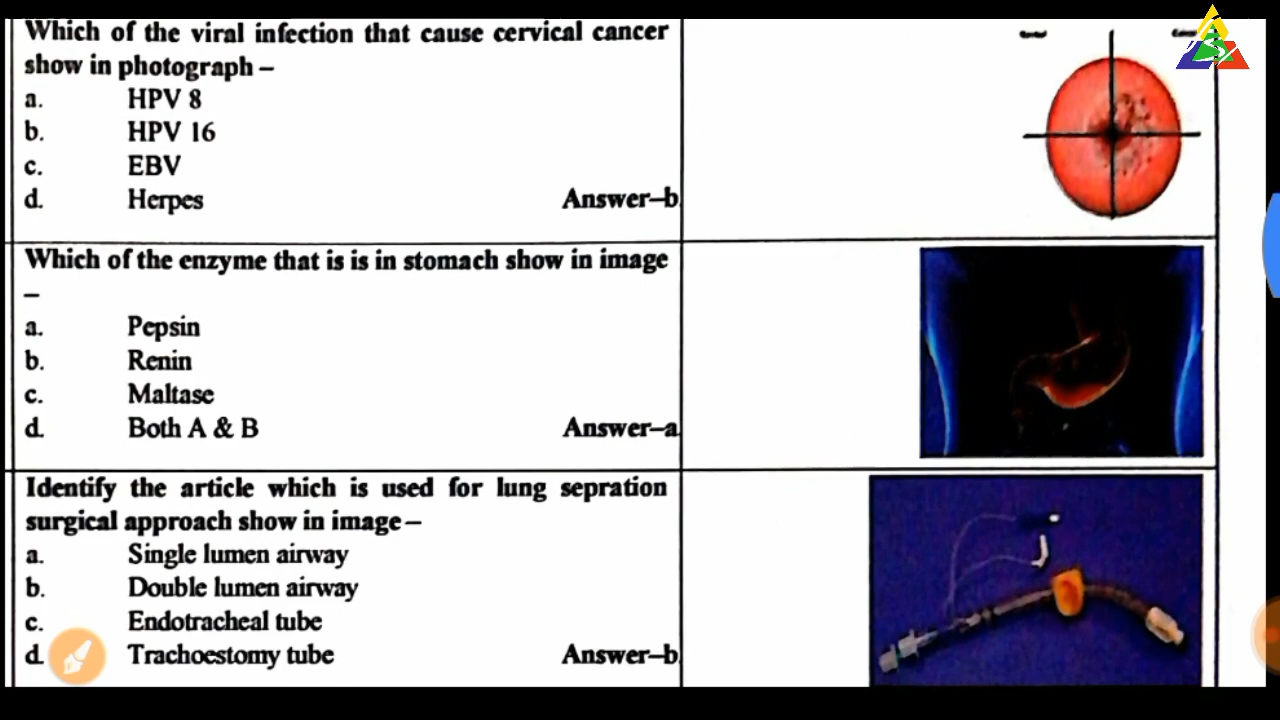 Which of the viral infection that cause cervical cancer
show in photograph –
a. HPV 8
b. HPV 16
c. EBV
d. Herpes Answer–b
Which of the enzyme that is is in stomach show in image
–
a. Pepsin
b. Renin
c. Maltase
d. Both A & B Answer–a
Identify the article which is used for lung sepration
surgical approach show in image –
a. Single lumen airway
b. Double lumen airway
c. Endotracheal tube
d. Trachoestomy tube Answer–b